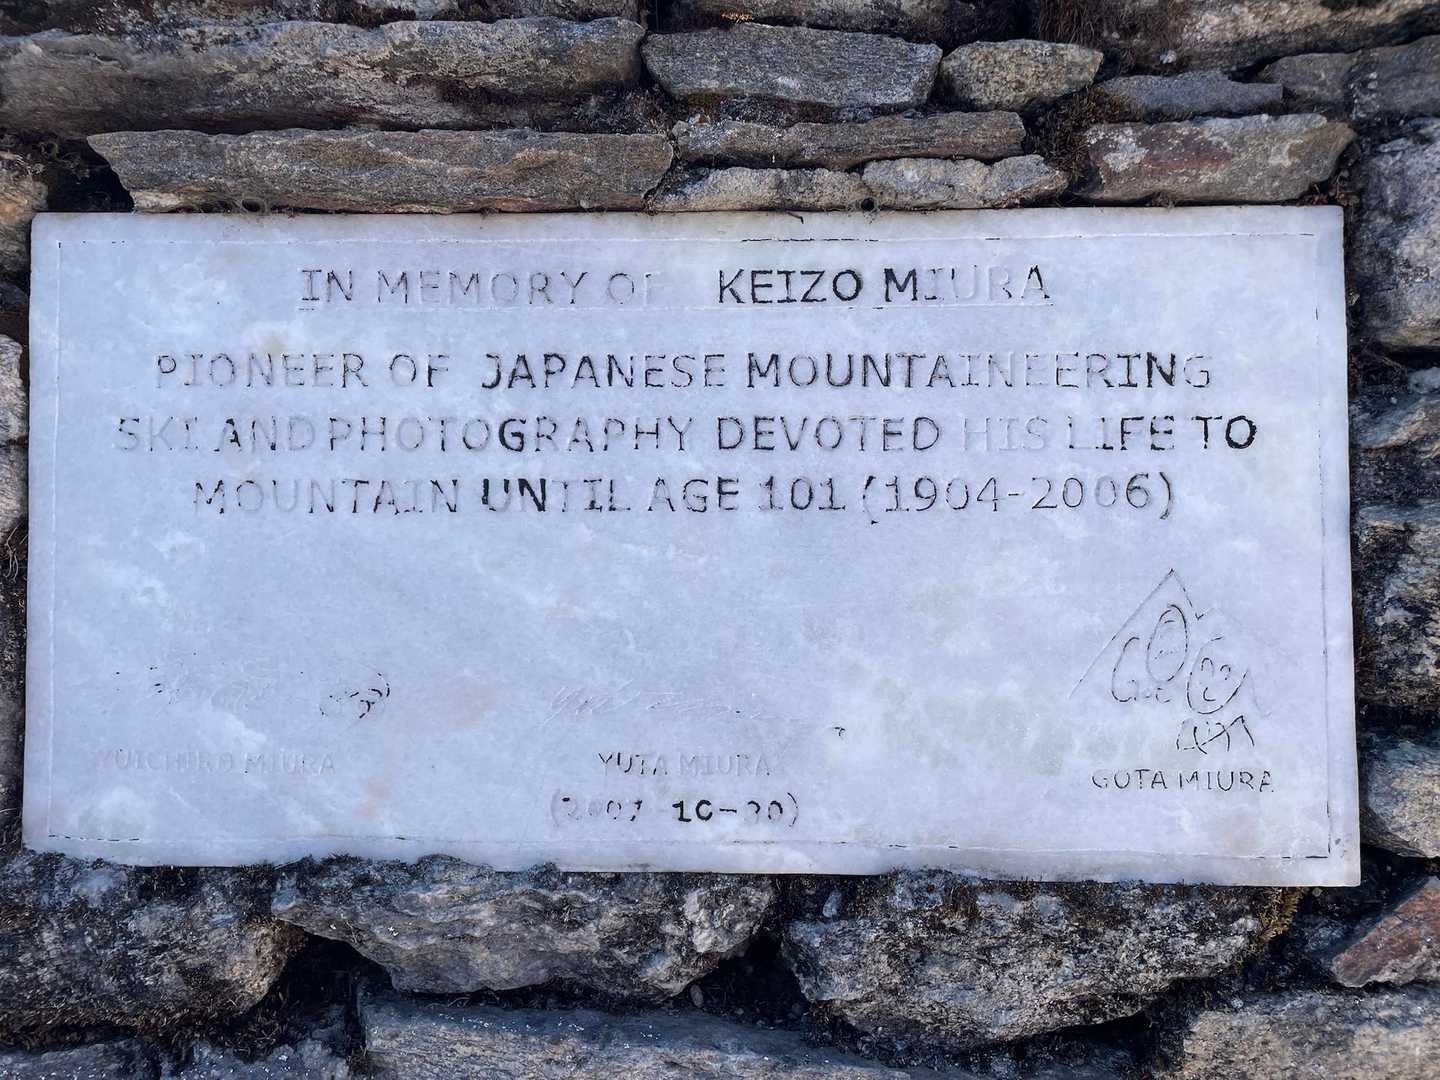 IN MEMORY OF KEIZO MIURA
PIONEER OF JAPANESE MOUNTAINEERING
SKI AND PHOTOGRAPHY DEVOTED HIS LIFE TO
MOUNTAIN UNTIL AGE 101 (1904-2006)
YUICHIRO MIURA
YUTA MIURA
GOTA MIURA